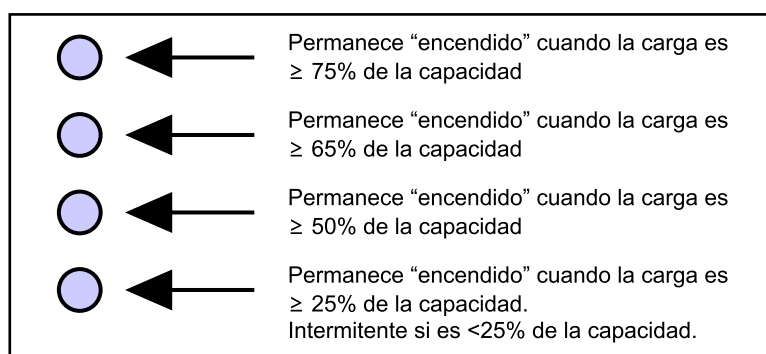 Permanece “encendido” cuando la carga es
≥ 75% de la capacidad
Permanece “encendido” cuando la carga es
≥ 65% de la capacidad
Permanece “encendido” cuando la carga es
≥ 50% de la capacidad
Permanece “encendido” cuando la carga es
≥ 25% de la capacidad.
Intermitente si es <25% de la capacidad.